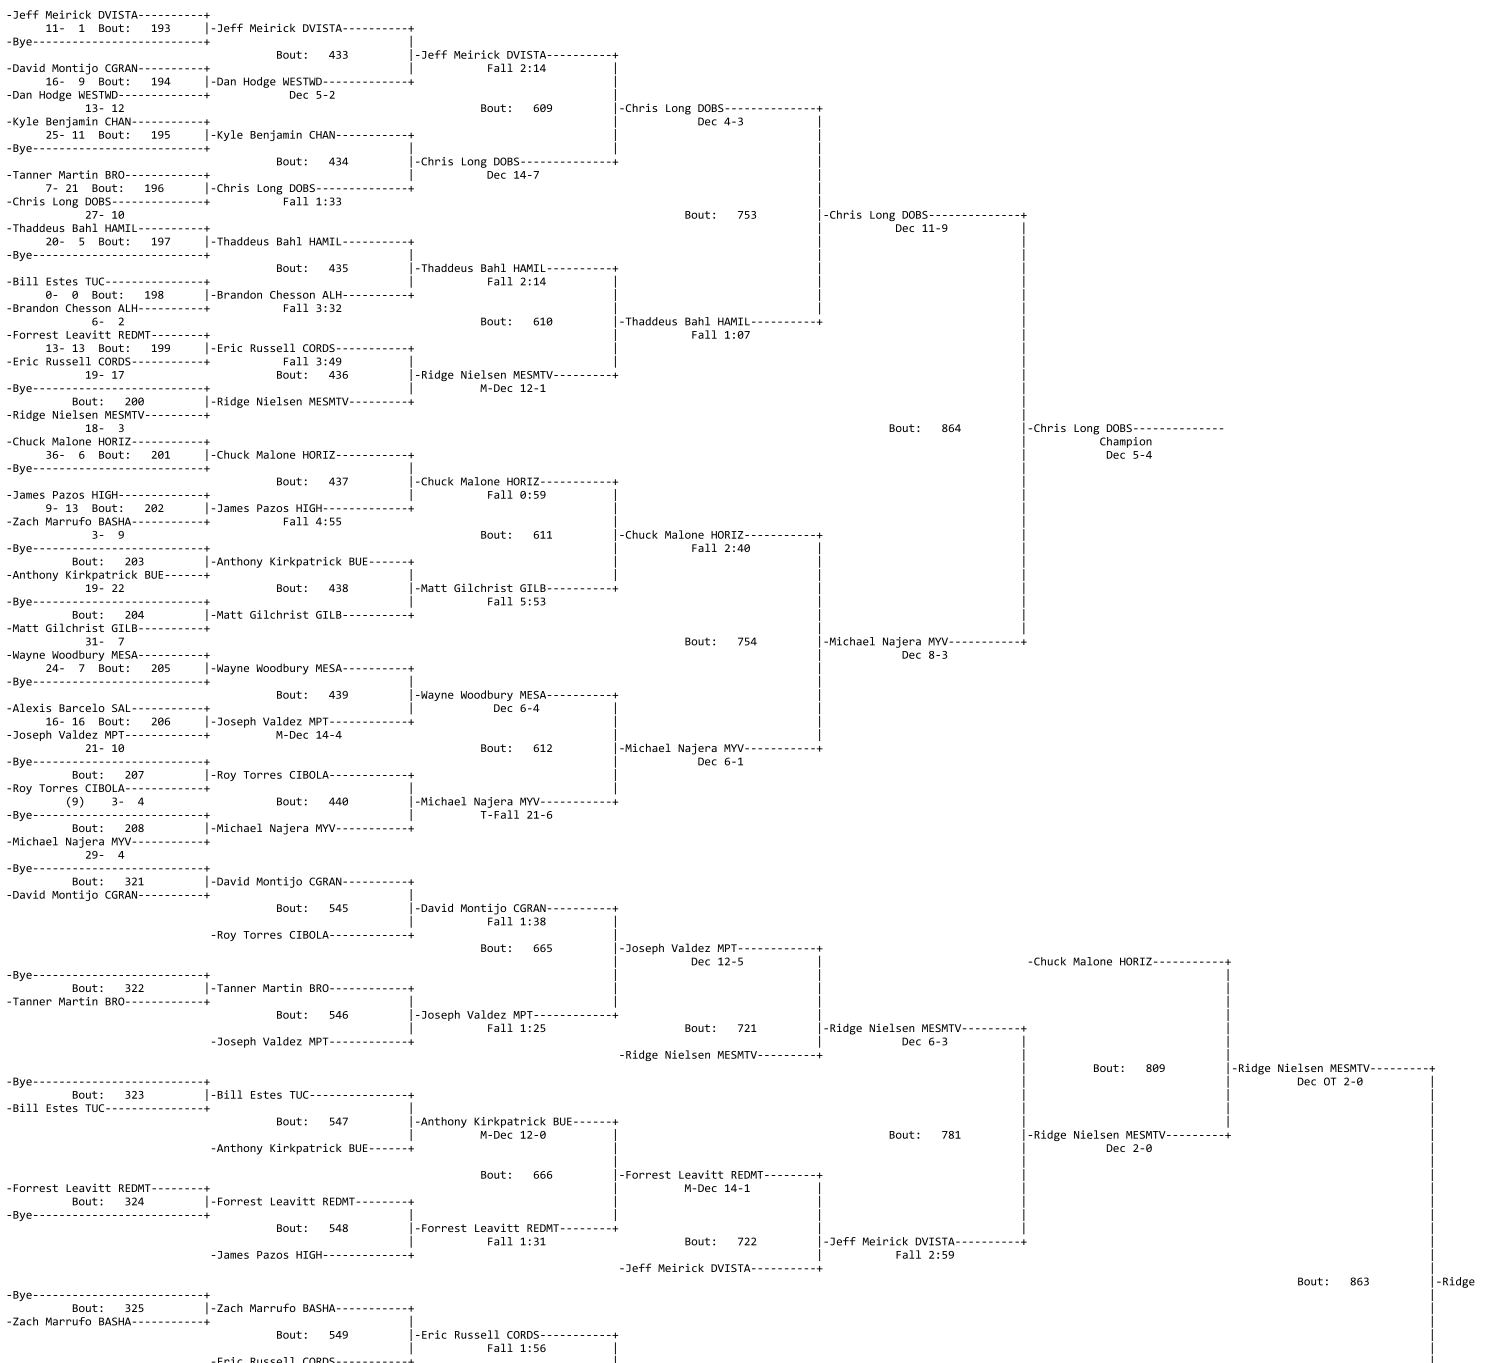 -Jeff Meirick DVISTA----------+
11-  1  Bout:   193     |-Jeff Meirick DVISTA----------+
-Bye--------------------------+                              |
Bout:   433          |-Jeff Meirick DVISTA----------+
-David Montijo CGRAN----------+                              |           Fall 2:14              |
16-  9  Bout:   194     |-Dan Hodge WESTWD-------------+                              |
-Dan Hodge WESTWD-------------+            Dec 5-2                                          |
13- 12                                                      Bout:   609         |-Chris Long DOBS--------------+
-Kyle Benjamin CHAN-----------+                                                             |            Dec 4-3           |
25- 11  Bout:   195     |-Kyle Benjamin CHAN-----------+                              |                              |
-Bye--------------------------+                              |                              |                              |
Bout:   434          |-Chris Long DOBS--------------+                              |
-Tanner Martin BRO------------+                              |           Dec 14-7                                          |
7- 21  Bout:   196      |-Chris Long DOBS--------------+                                                             |
-Chris Long DOBS--------------+           Fall 1:33                                                                        |
27- 10                                                                                     Bout:   753         |-Chris Long DOBS--------------+
-Thaddeus Bahl HAMIL----------+                                                                                            |           Dec 11-9           |
20-  5  Bout:   197     |-Thaddeus Bahl HAMIL----------+                                                             |                              |
-Bye--------------------------+                              |                                                             |                              |
Bout:   435          |-Thaddeus Bahl HAMIL----------+                              |                              |
-Bill Estes TUC---------------+                              |           Fall 2:14          |                              |                              |
0-  0  Bout:   198      |-Brandon Chesson ALH----------+                              |                              |                              |
-Brandon Chesson ALH----------+           Fall 3:32                                         |                              |                              |
6-  2                                                      Bout:   610         |-Thaddeus Bahl HAMIL----------+                              |
-Forrest Leavitt REDMT--------+                                                             |           Fall 1:07                                         |
13- 13  Bout:   199     |-Eric Russell CORDS-----------+                              |                                                             |
-Eric Russell CORDS-----------+           Fall 3:49          |                              |                                                             |
19- 17                       Bout:   436          |-Ridge Nielsen MESMTV---------+                                                             |
-Bye--------------------------+                              |          M-Dec 12-1                                                                        |
Bout:   200         |-Ridge Nielsen MESMTV---------+                                                                                            |
-Ridge Nielsen MESMTV---------+                                                                                                                           |
18-  3                                                                                                                    Bout:   864         |-Chris Long DOBS--------------
-Chuck Malone HORIZ-----------+                                                                                                                           |           Champion
36-  6  Bout:   201     |-Chuck Malone HORIZ-----------+                                                                                            |            Dec 5-4
-Bye--------------------------+                              |                                                                                            |
Bout:   437          |-Chuck Malone HORIZ-----------+                                                             |
-James Pazos HIGH-------------+                              |           Fall 0:59          |                                                             |
9- 13  Bout:   202      |-James Pazos HIGH-------------+                              |                                                             |
-Zach Marrufo BASHA-----------+           Fall 4:55                                         |                                                             |
3-  9                                                      Bout:   611         |-Chuck Malone HORIZ-----------+                              |
-Bye--------------------------+                                                             |           Fall 2:40          |                              |
Bout:   203         |-Anthony Kirkpatrick BUE------+                              |                              |                              |
-Anthony Kirkpatrick BUE------+                              |                              |                              |                              |
19- 22                       Bout:   438          |-Matt Gilchrist GILB----------+                              |                              |
-Bye--------------------------+                              |           Fall 5:53                                         |                              |
Bout:   204         |-Matt Gilchrist GILB----------+                                                             |                              |
-Matt Gilchrist GILB----------+                                                                                            |                              |
31-  7                                                                                     Bout:   754         |-Michael Najera MYV-----------+
-Wayne Woodbury MESA----------+                                                                                            |            Dec 8-3
24-  7  Bout:   205     |-Wayne Woodbury MESA----------+                                                             |
-Bye--------------------------+                              |                                                             |
Bout:   439          |-Wayne Woodbury MESA----------+                              |
-Alexis Barcelo SAL-----------+                              |            Dec 6-4           |                              |
16- 16  Bout:   206     |-Joseph Valdez MPT------------+                              |                              |
-Joseph Valdez MPT------------+          M-Dec 14-4                                         |                              |
21- 10                                                      Bout:   612         |-Michael Najera MYV-----------+
-Bye--------------------------+                                                             |            Dec 6-1
Bout:   207         |-Roy Torres CIBOLA------------+                              |
-Roy Torres CIBOLA------------+                              |                              |
(9)    3-  4                    Bout:   440          |-Michael Najera MYV-----------+
-Bye--------------------------+                              |          T-Fall 21-6
Bout:   208         |-Michael Najera MYV-----------+
-Michael Najera MYV-----------+
29-  4
-Bye--------------------------+
Bout:   321         |-David Montijo CGRAN----------+
-David Montijo CGRAN----------+                              |
Bout:   545          |-David Montijo CGRAN----------+
|           Fall 1:38          |
-Roy Torres CIBOLA------------+                              |
Bout:   665         |-Joseph Valdez MPT------------+
|           Dec 12-5           |                               -Chuck Malone HORIZ-----------+
-Bye--------------------------+
Bout:   322         |-Tanner Martin BRO------------+
-Tanner Martin BRO------------+
Bout:   546          |-Joseph Valdez MPT------------+
|           Fall 1:25                    Bout:   721         |-Ridge Nielsen MESMTV---------+
-Joseph Valdez MPT------------+                                                             |            Dec 6-3           |
-Ridge Nielsen MESMTV---------+
Bout:   809         |-Ridge Nielsen MESMTV---------+
-Bye--------------------------+          Dec OT 2-0
Bout:   323         |-Bill Estes TUC---------------+
-Bill Estes TUC---------------+
Bout:   547          |-Anthony Kirkpatrick BUE------+
|          M-Dec 12-0          |          Bout:   781         |-Ridge Nielsen MESMTV---------+
-Anthony Kirkpatrick BUE------+          Dec 2-0
Bout:   666         |-Forrest Leavitt REDMT--------+
-Forrest Leavitt REDMT--------+          M-Dec 14-1
Bout:   324         |-Forrest Leavitt REDMT--------+
-Bye--------------------------+
Bout:   548          |-Forrest Leavitt REDMT--------+
|           Fall 1:31                    Bout:   722         |-Jeff Meirick DVISTA----------+
-James Pazos HIGH-------------+           Fall 2:59
-Jeff Meirick DVISTA----------+
Bout:   863         |-Ridge
-Bye--------------------------+
Bout:   325         |-Zach Marrufo BASHA-----------+
-Zach Marrufo BASHA-----------+
Bout:   549          |-Eric Russell CORDS-----------+
|           Fall 1:56          |
-Eric Russell CORDS-----------+